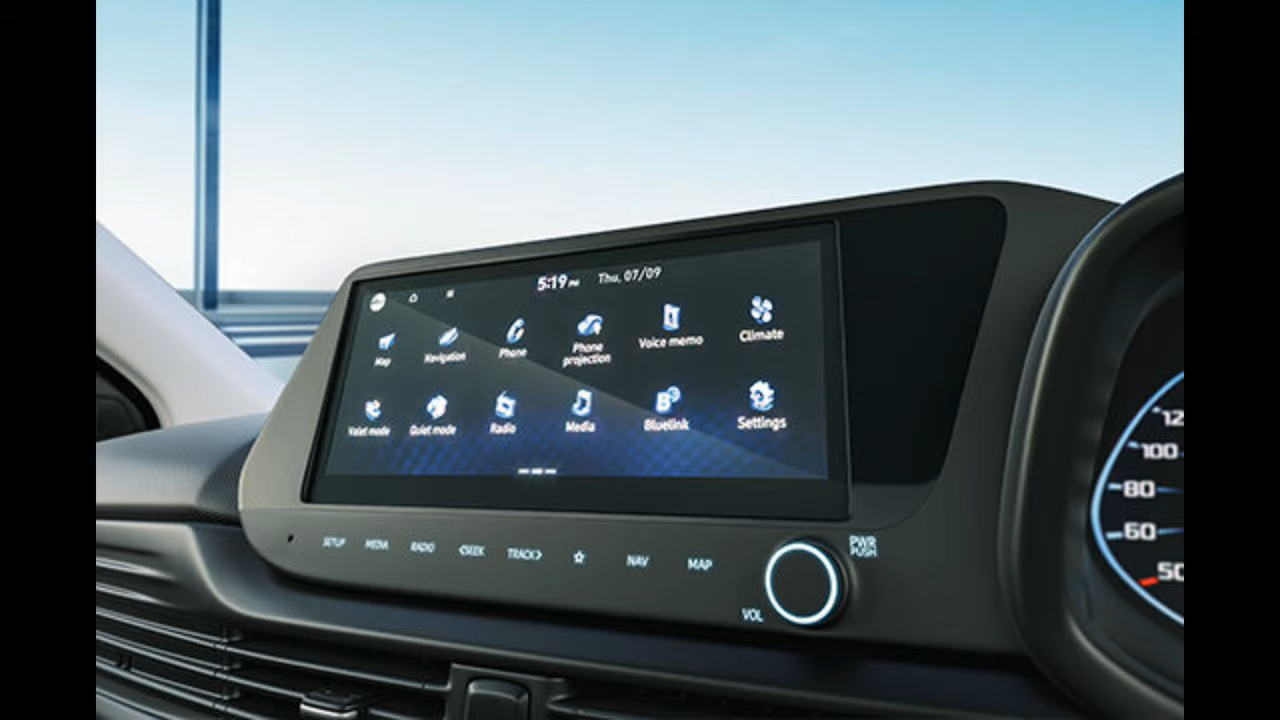 5:19 PM Thu, 07/09
Map Navigation Phone Phone projection Voice memo Climate
Valet mode Quiet mode Radio Media Bluelink Settings
SETUP MEDIA RADIO <SEEK TRACK> NAV MAP
PWR
PUSH
VOL
100
80
60
50